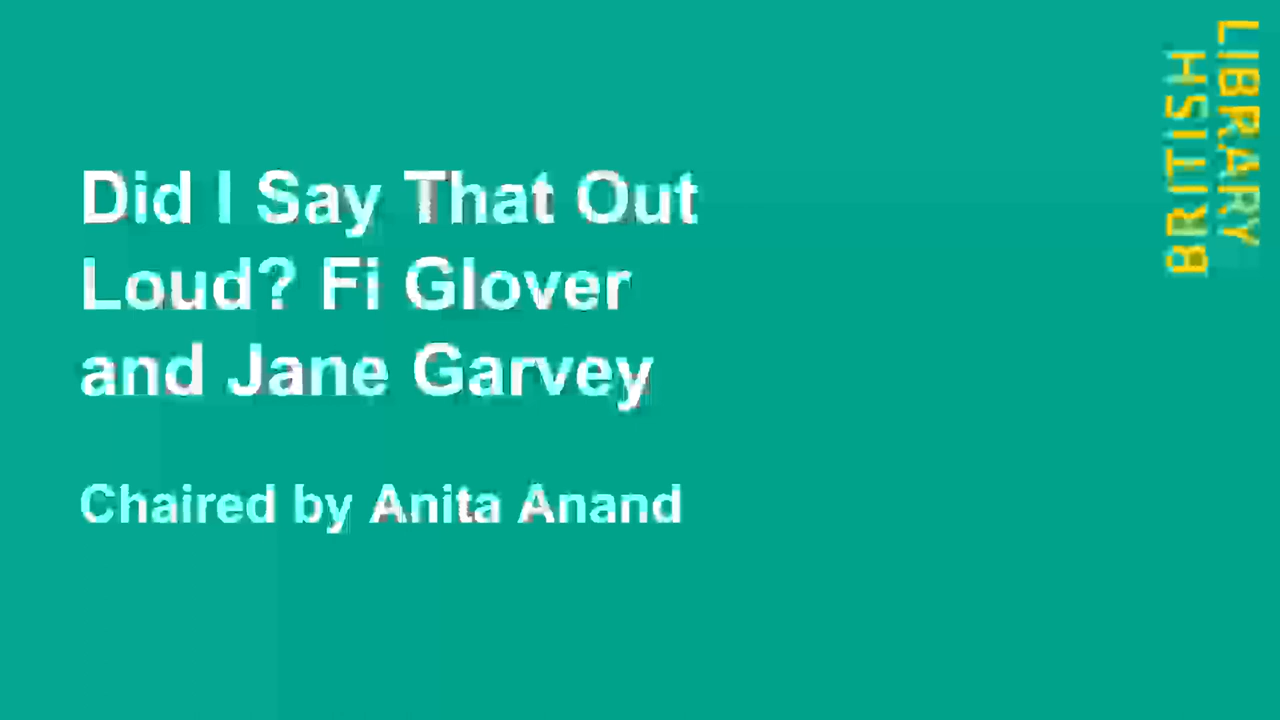 Did I Say That Out
Loud? Fi Glover
and Jane Garvey
Chaired by Anita Anand
BRITISH
LIBRARY